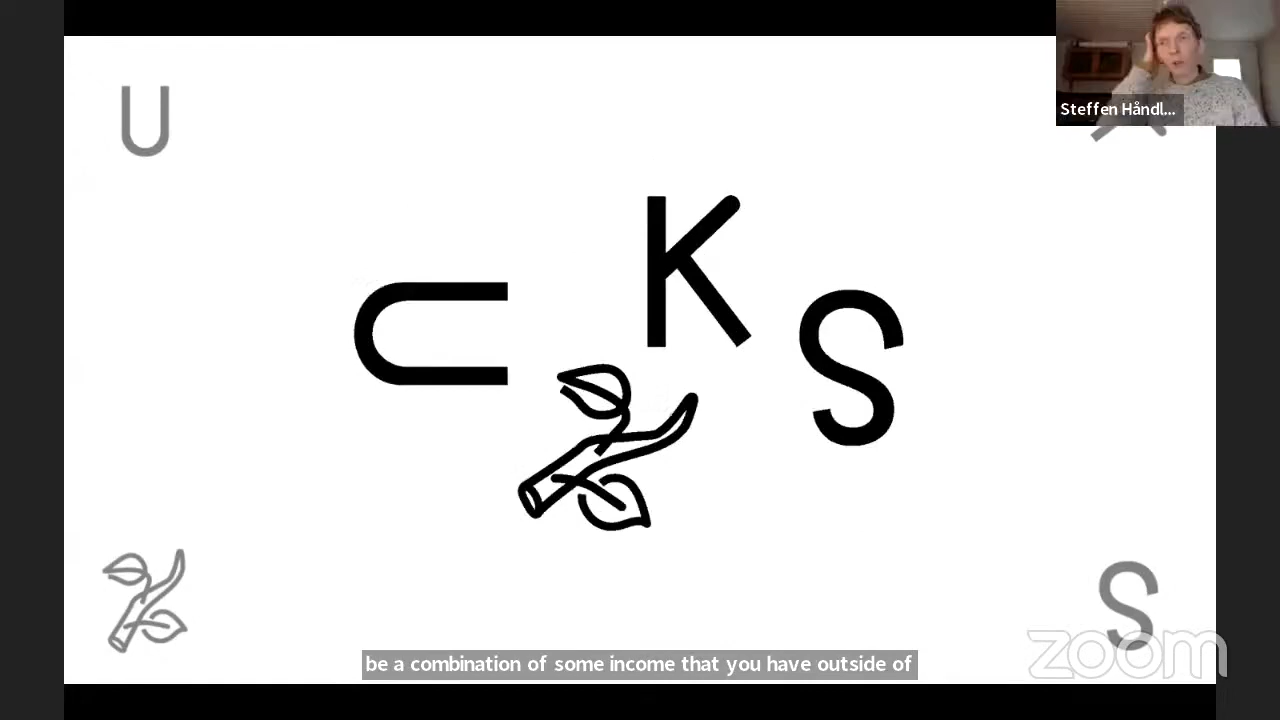 U
Steffen Håndl...
U K S
S
zoom
be a combination of some income that you have outside of